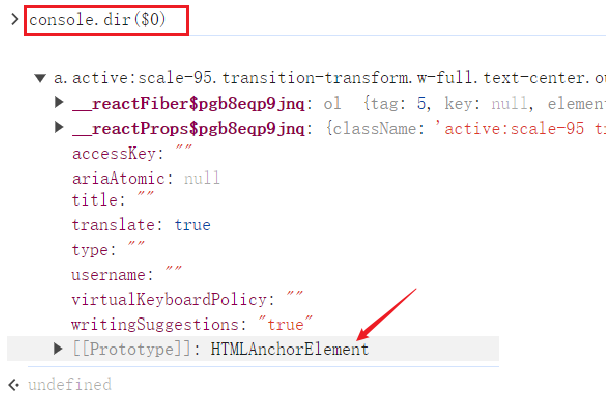 console.dir($0)
a.active:scale-95.transition-transform.w-full.text-center.ou
__reactFiber$pgb8eqp9jnq: ol {tag: 5, key: null, element
__reactProps$pgb8eqp9jnq: {className: 'active:scale-95 t
accessKey: ""
ariaAtomic: null
title: ""
translate: true
type: ""
username: ""
virtualKeyboardPolicy: ""
writingSuggestions: "true"
[[Prototype]]: HTMLAnchorElement
undefined